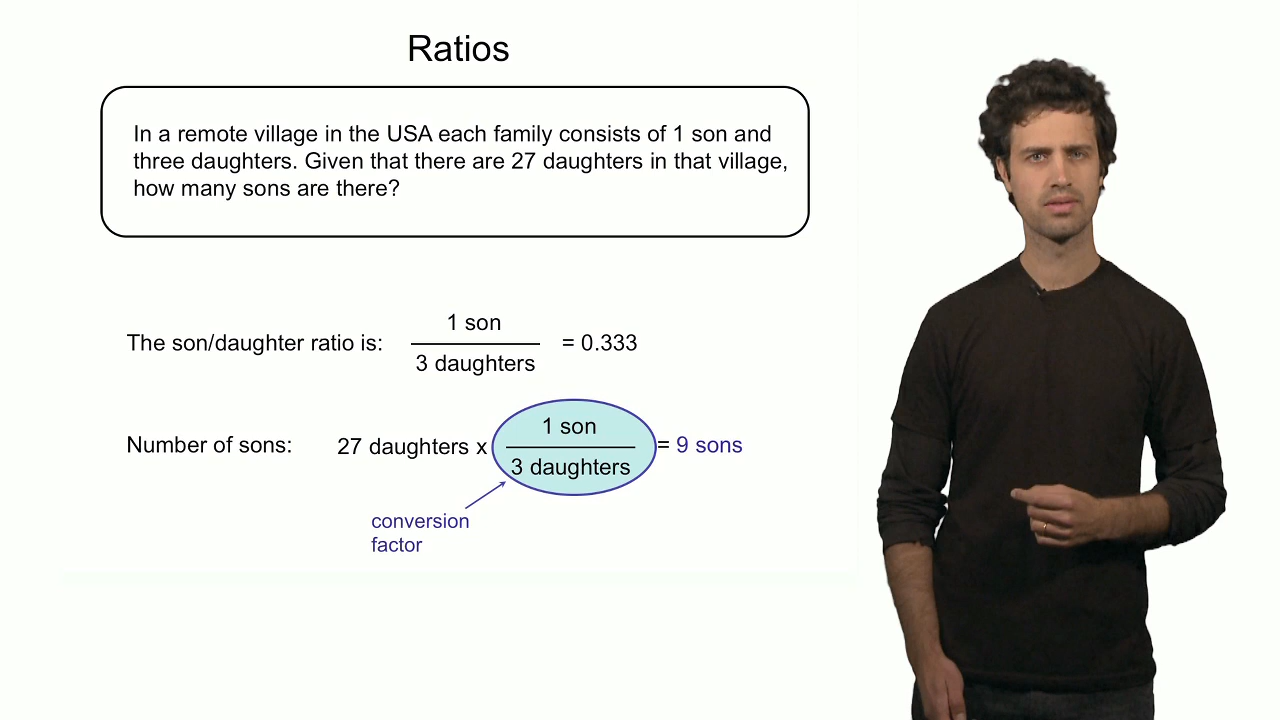 Ratios
In a remote village in the USA each family consists of 1 son and
three daughters. Given that there are 27 daughters in that village,
how many sons are there?
1 son
The son/daughter ratio is:
= 0.333
3 daughters
1 son
Number of sons:
27 daughters x
= 9 sons
3 daughters
conversion
factor